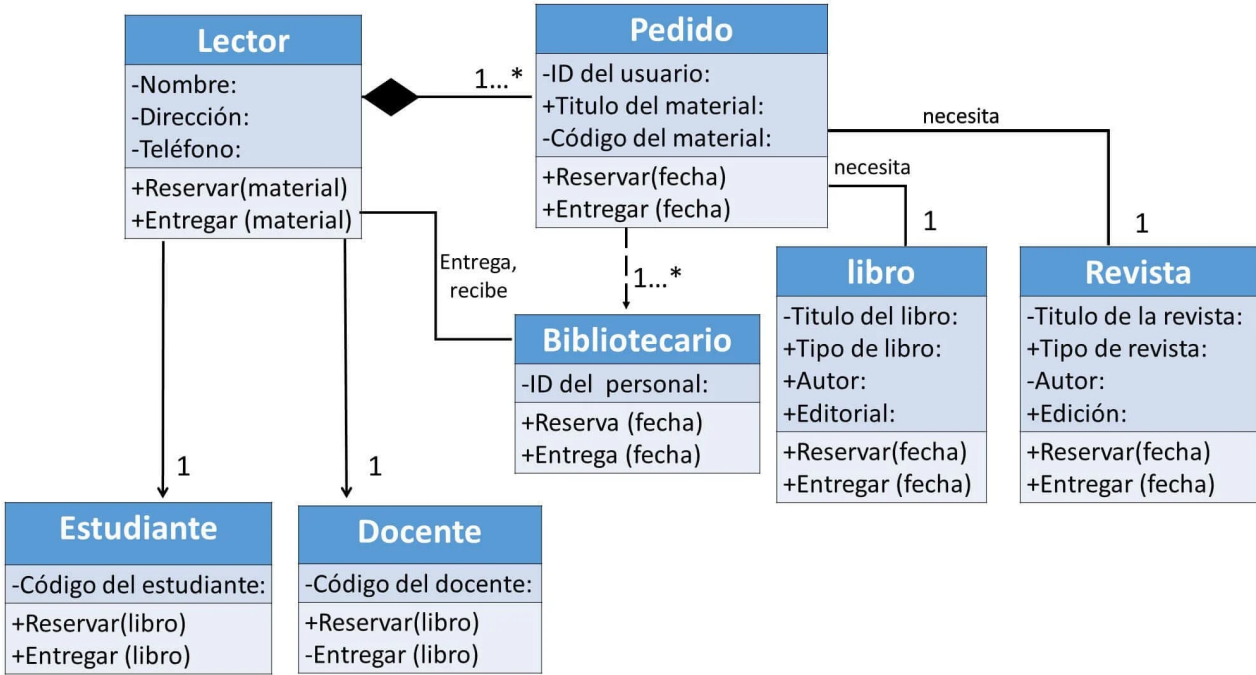 Lector
-Nombre:
-Dirección:
-Teléfono:
+Reservar(material)
+Entregar (material)
1...*
Pedido
-ID del usuario:
+Titulo del material:
-Código del material:
+Reservar(fecha)
+Entregar (fecha)
necesita
necesita
1
1
Entrega,
recibe
1...*
Bibliotecario
-ID del  personal:
+Reserva (fecha)
+Entrega (fecha)
libro
-Titulo del libro:
+Tipo de libro:
+Autor:
+Editorial:
+Reservar(fecha)
+Entregar (fecha)
Revista
-Titulo de la revista:
+Tipo de revista:
-Autor:
+Edición:
+Reservar(fecha)
+Entregar (fecha)
1
1
Estudiante
-Código del estudiante:
+Reservar(libro)
+Entregar (libro)
Docente
-Código del docente:
+Reservar(libro)
-Entregar (libro)